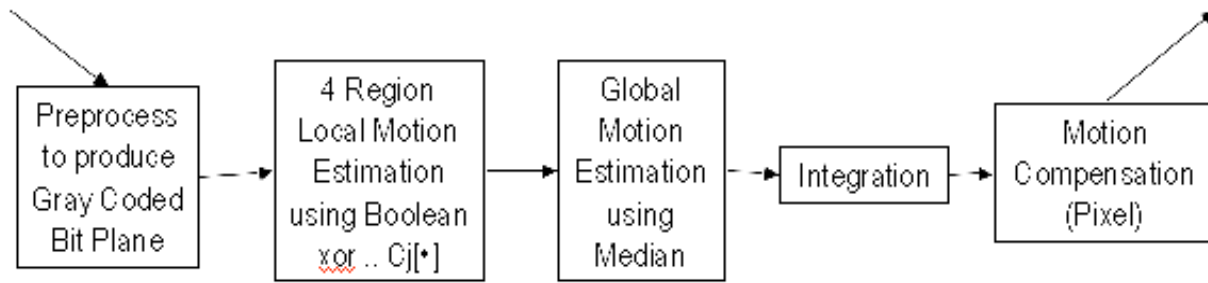 Preprocess
to produce
Gray Coded
Bit Plane
4 Region
Local Motion
Estimation
using Boolean
xor .. Cj[•]
Global
Motion
Estimation
using
Median
Integration
Motion
Compensation
(Pixel)